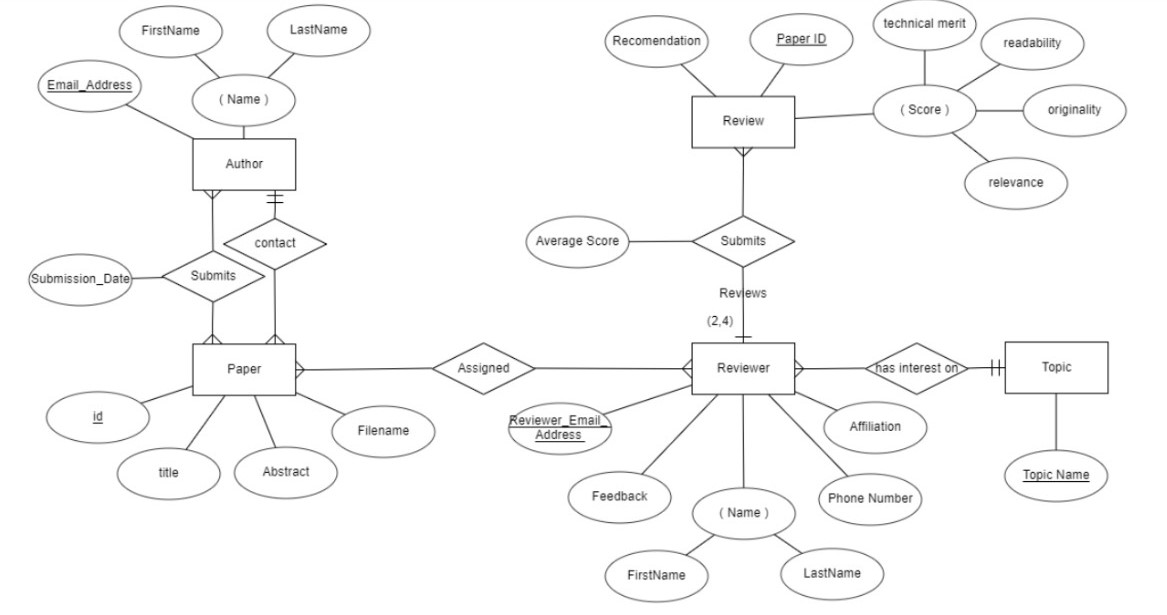 FirstName
LastName
Email_Address
( Name )
Author
contact
Submission_Date
Submits
Paper
id
title
Abstract
Filename
Assigned
Recomendation
Paper ID
technical merit
readability
( Score )
originality
relevance
Review
Average Score
Submits
Reviews
(2,4)
Reviewer
has interest on
Topic
Topic Name
Reviewer_Email_
Address
Affiliation
Feedback
( Name )
Phone Number
FirstName
LastName